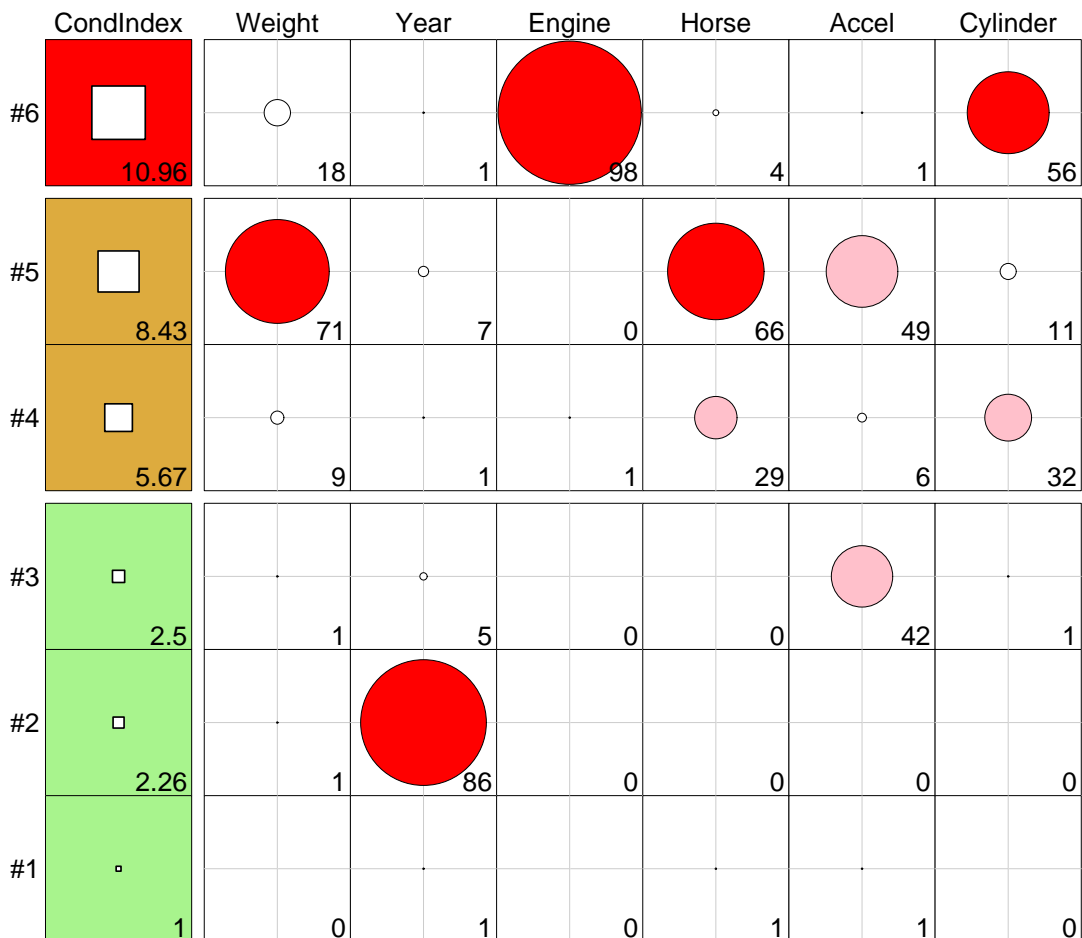 CondIndex Weight Year Engine Horse Accel Cylinder
#6 10.96 18 1 98 4 1 56
#5 8.43 71 7 0 66 49 11
#4 5.67 9 1 1 29 6 32
#3 2.5 1 5 0 0 42 1
#2 2.26 1 86 0 0 0 0
#1 1 0 1 0 1 1 0